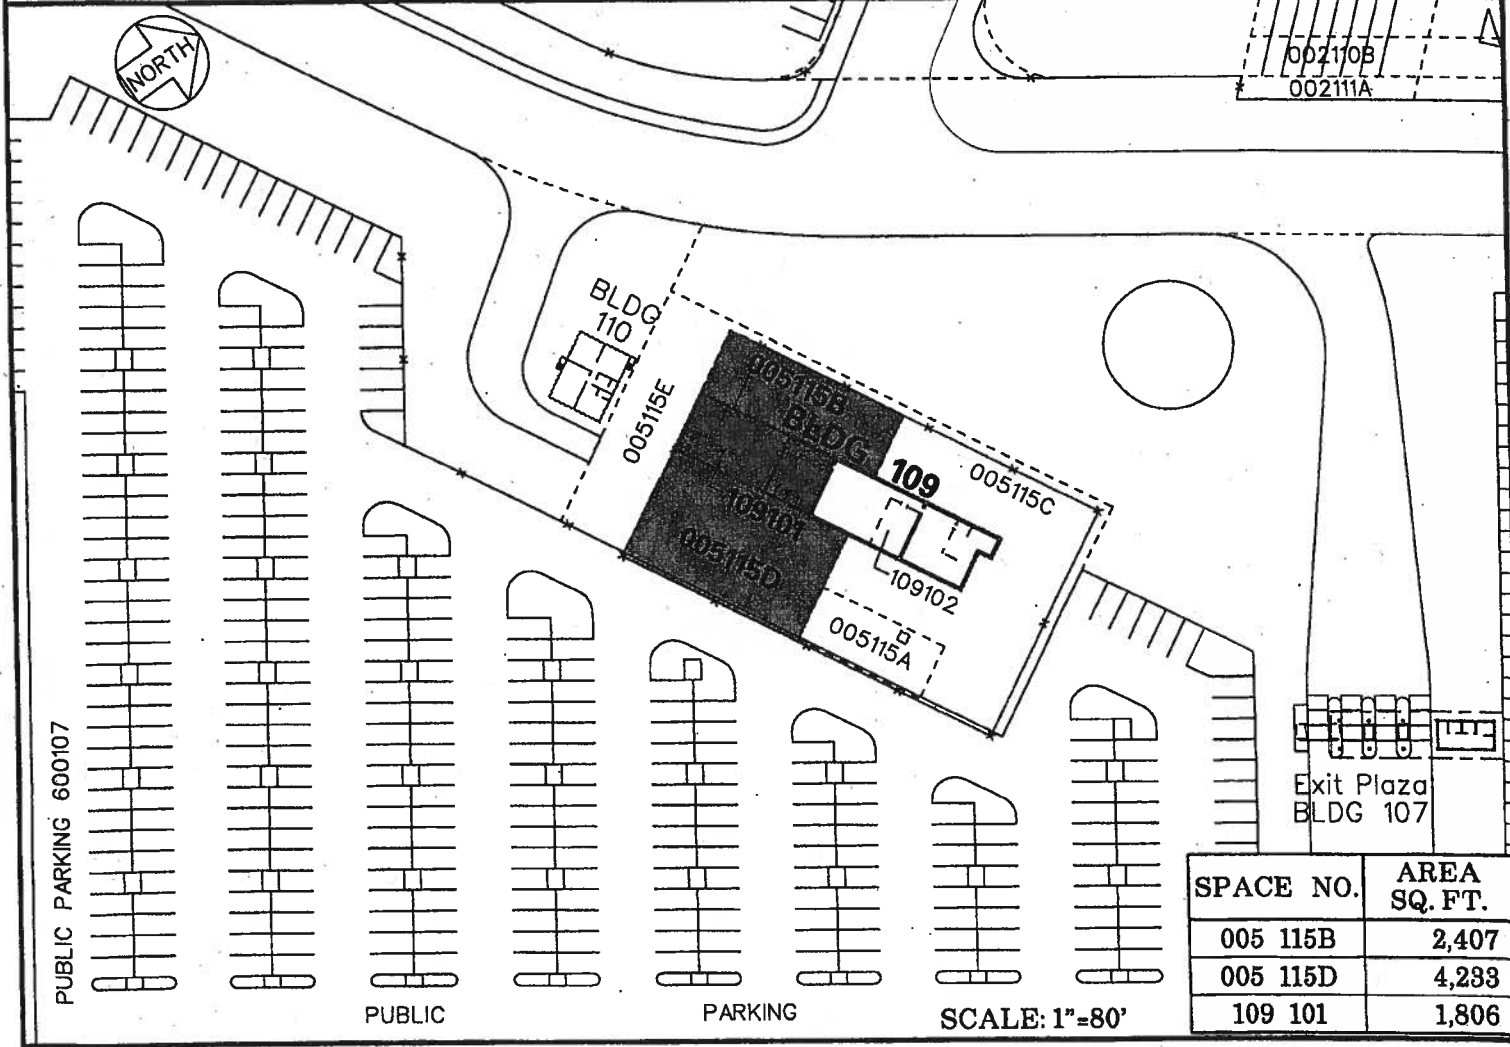 NORTH
002110B
002111A
BLDG
110
005115E
005115B
BLDG
109
005115C
109101
005115D
109102
005115A
Exit Plaza
BLDG 107
PUBLIC PARKING 600107
PUBLIC PARKING
SCALE: 1"=80'
SPACE NO. AREA SQ. FT.
005 115B 2,407
005 115D 4,233
109 101 1,806